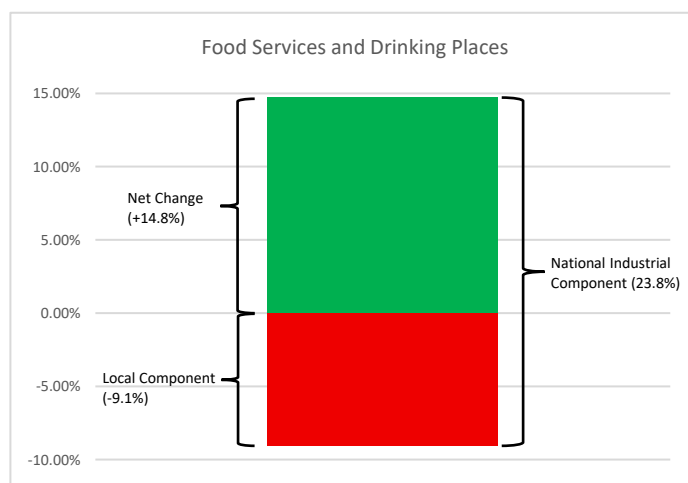 Food Services and Drinking Places
15.00%
10.00%
5.00%
0.00%
-5.00%
-10.00%
Net Change
(+14.8%)
Local Component
(-9.1%)
National Industrial
Component (23.8%)